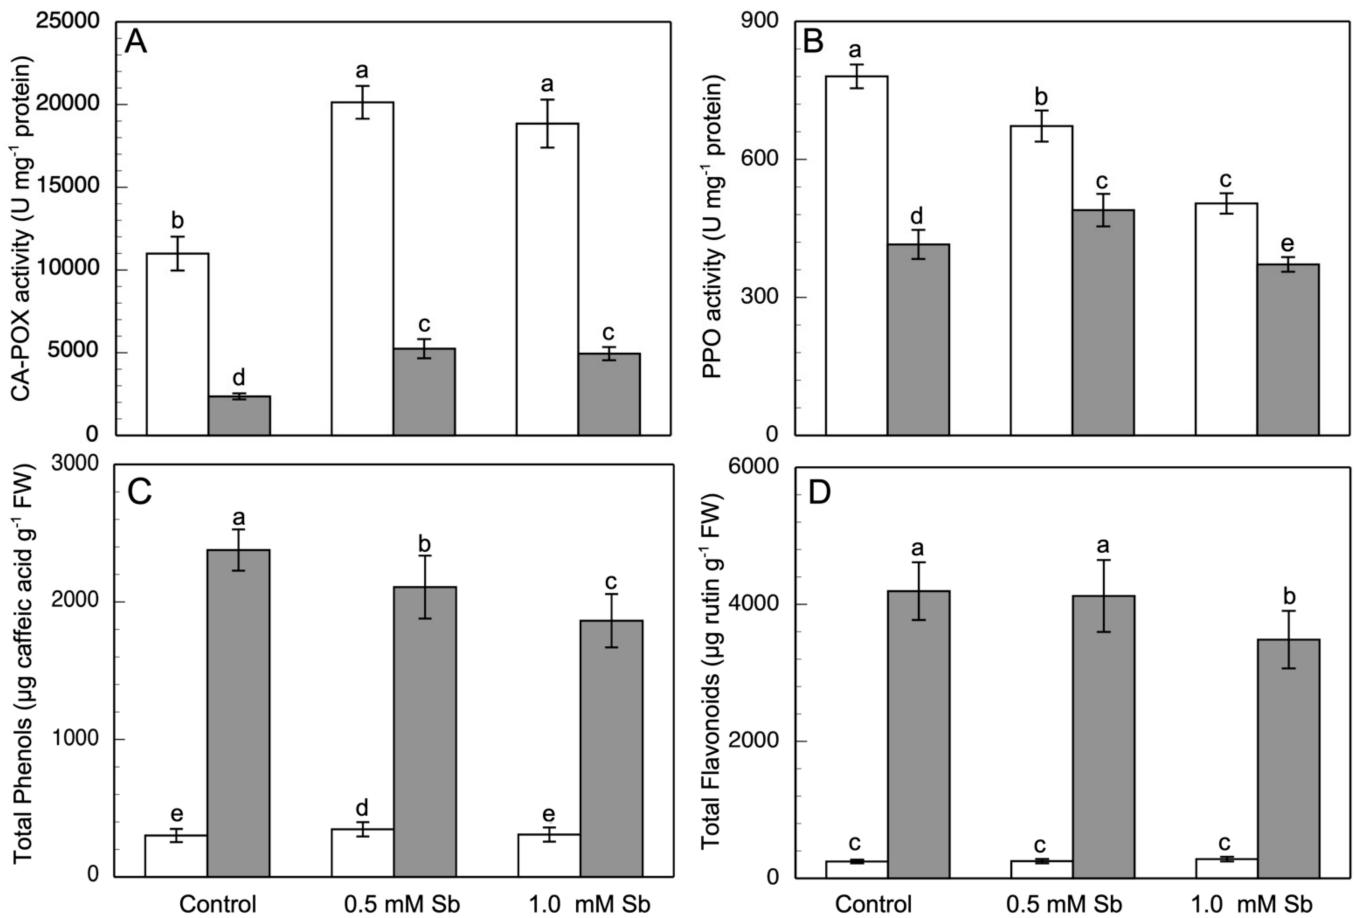 A
CA-POX activity (U mg⁻¹ protein)
25000
20000
15000
10000
5000
0
b
d
a
c
a
c
B
PPO activity (U mg⁻¹ protein)
900
600
300
0
a
d
b
c
c
e
C
Total Phenols (µg caffeic acid g⁻¹ FW)
3000
2000
1000
0
e
a
d
b
e
c
Control
0.5 mM Sb
1.0 mM Sb
D
Total Flavonoids (µg rutin g⁻¹ FW)
6000
4000
2000
0
c
a
c
a
c
b
Control
0.5 mM Sb
1.0 mM Sb